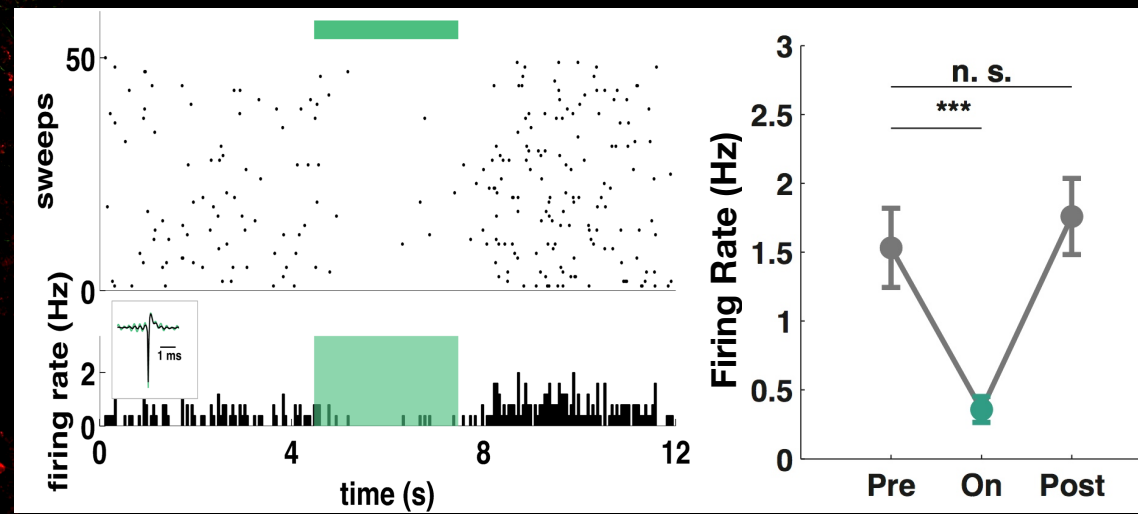 sweeps
50
0
firing rate (Hz)
2
0
1 ms
0
4
8
12
time (s)
Firing Rate (Hz)
3
2.5
2
1.5
1
0.5
0
n. s.
***
Pre
On
Post